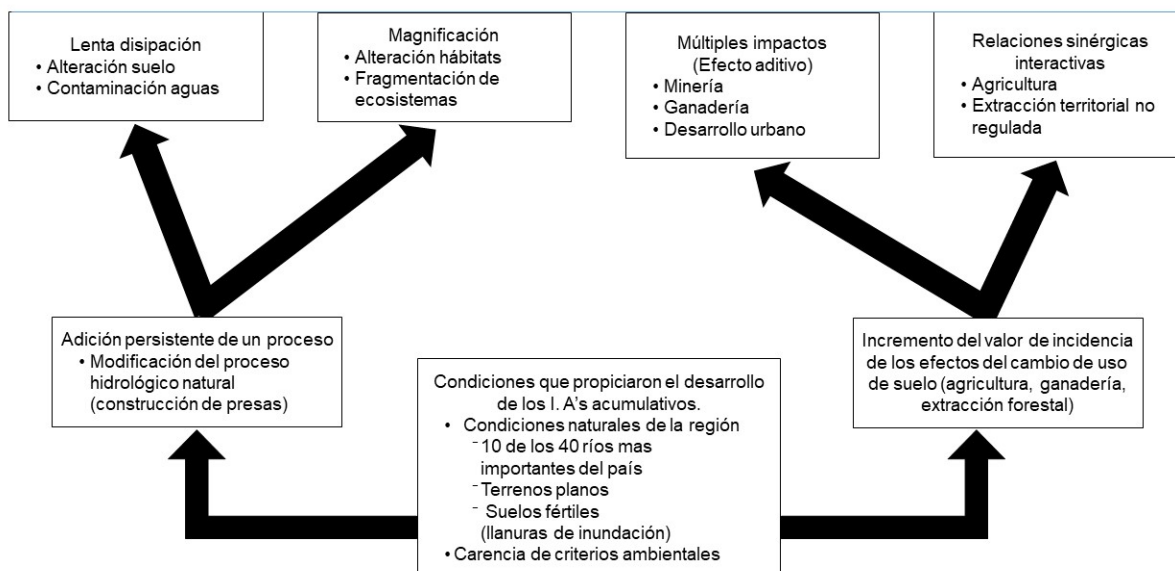 Lenta disipación
• Alteración suelo
• Contaminación aguas
Magnificación
• Alteración hábitats
• Fragmentación de
ecosistemas
Múltiples impactos
(Efecto aditivo)
• Minería
• Ganadería
• Desarrollo urbano
Relaciones sinérgicas
interactivas
• Agricultura
• Extracción territorial no
regulada
Adición persistente de un proceso
• Modificación del proceso
hidrológico natural
(construcción de presas)
Condiciones que propiciaron el desarrollo
de los I. A's acumulativos.
• Condiciones naturales de la región
- 10 de los 40 ríos mas
importantes del país
- Terrenos planos
- Suelos fértiles
(llanuras de inundación)
• Carencia de criterios ambientales
Incremento del valor de incidencia
de los efectos del cambio de uso
de suelo (agricultura, ganadería,
extracción forestal)